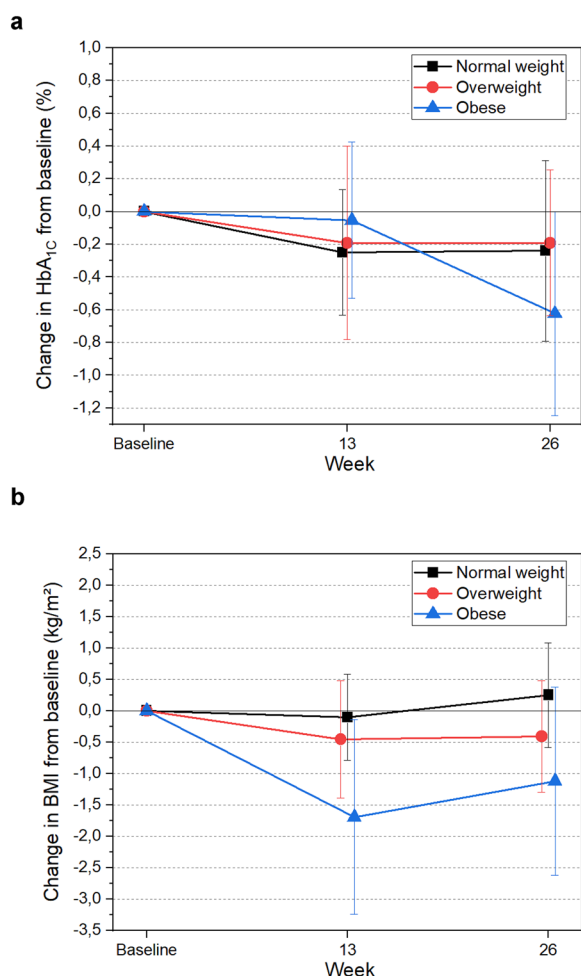 a
Change in HbA1C from baseline (%)
1,0
0,8
0,6
0,4
0,2
0,0
-0,2
-0,4
-0,6
-0,8
-1,0
-1,2
Normal weight
Overweight
Obese
Baseline 13 26
Week
b
Change in BMI from baseline (kg/m²)
2,5
2,0
1,5
1,0
0,5
0,0
-0,5
-1,0
-1,5
-2,0
-2,5
-3,0
-3,5
Normal weight
Overweight
Obese
Baseline 13 26
Week